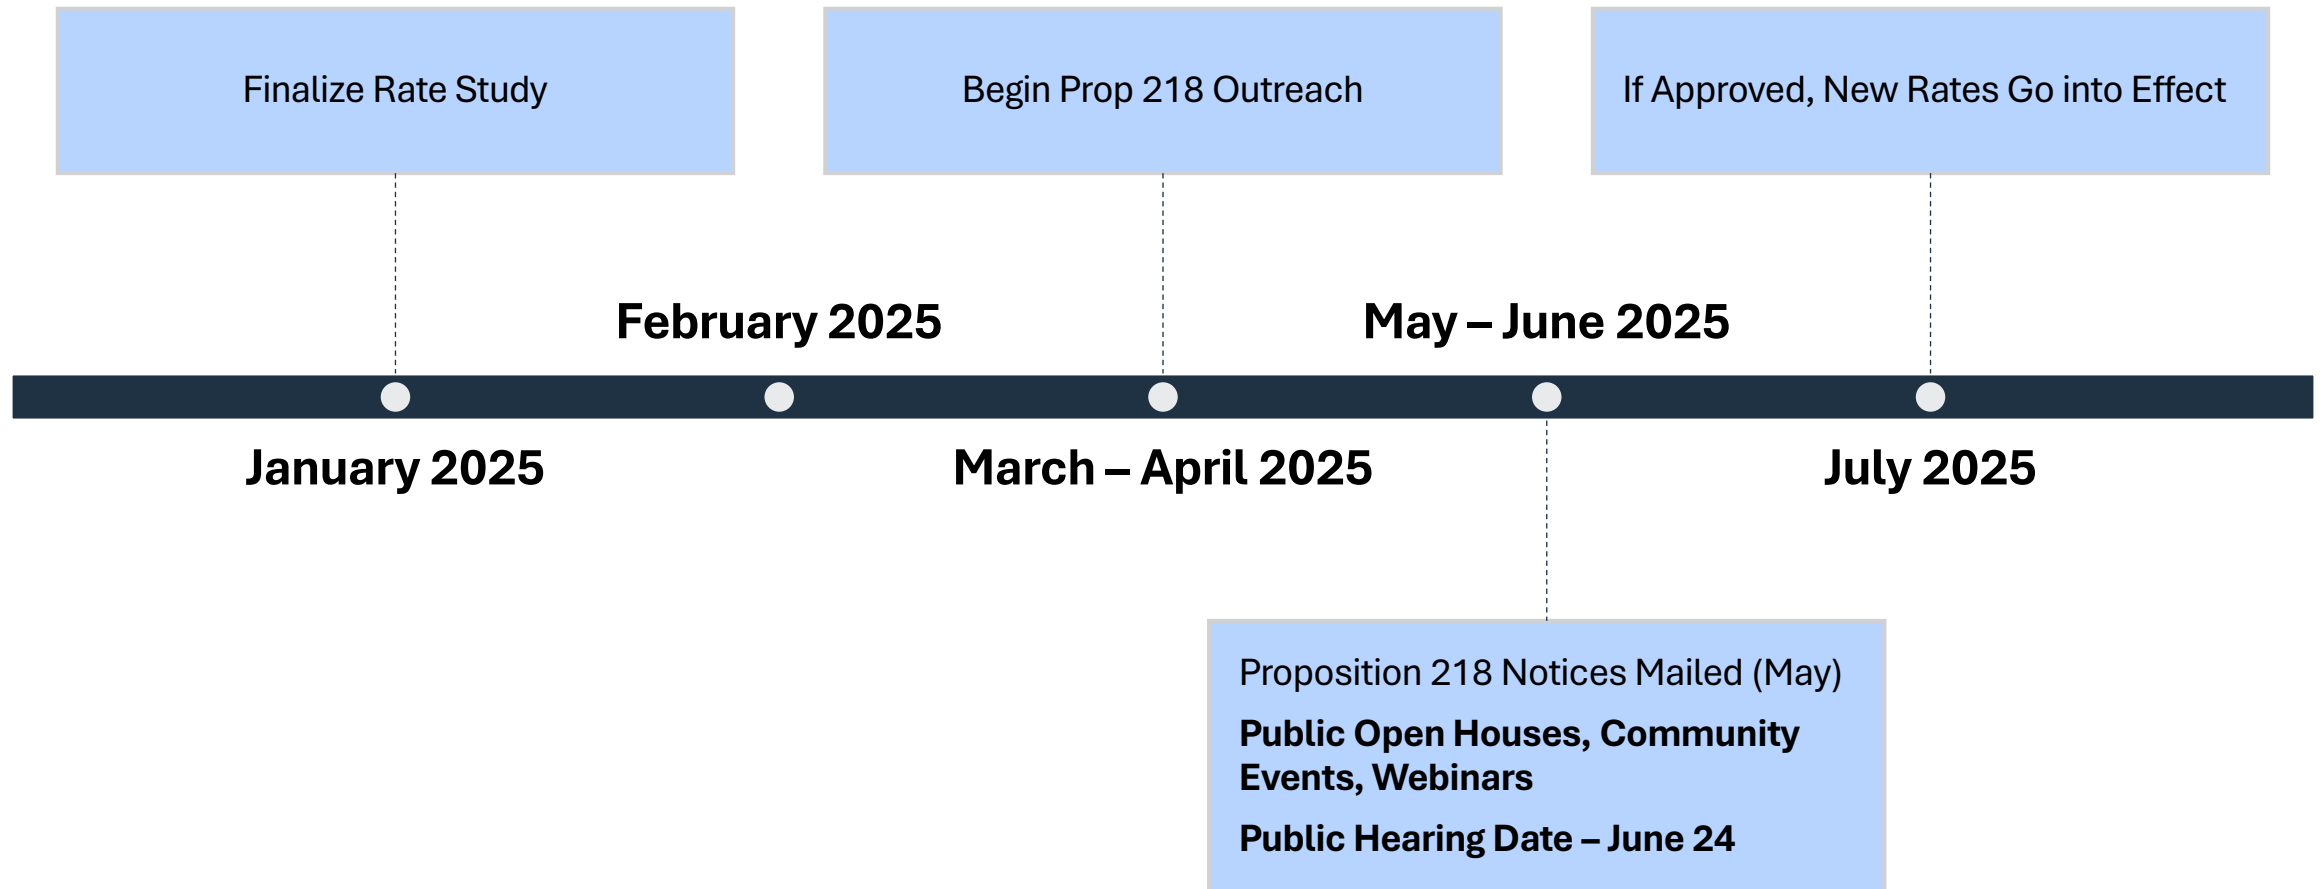 Finalize Rate Study
Begin Prop 218 Outreach
If Approved, New Rates Go into Effect
February 2025
May – June 2025
January 2025
March – April 2025
July 2025
Proposition 218 Notices Mailed (May)
Public Open Houses, Community
Events, Webinars
Public Hearing Date – June 24